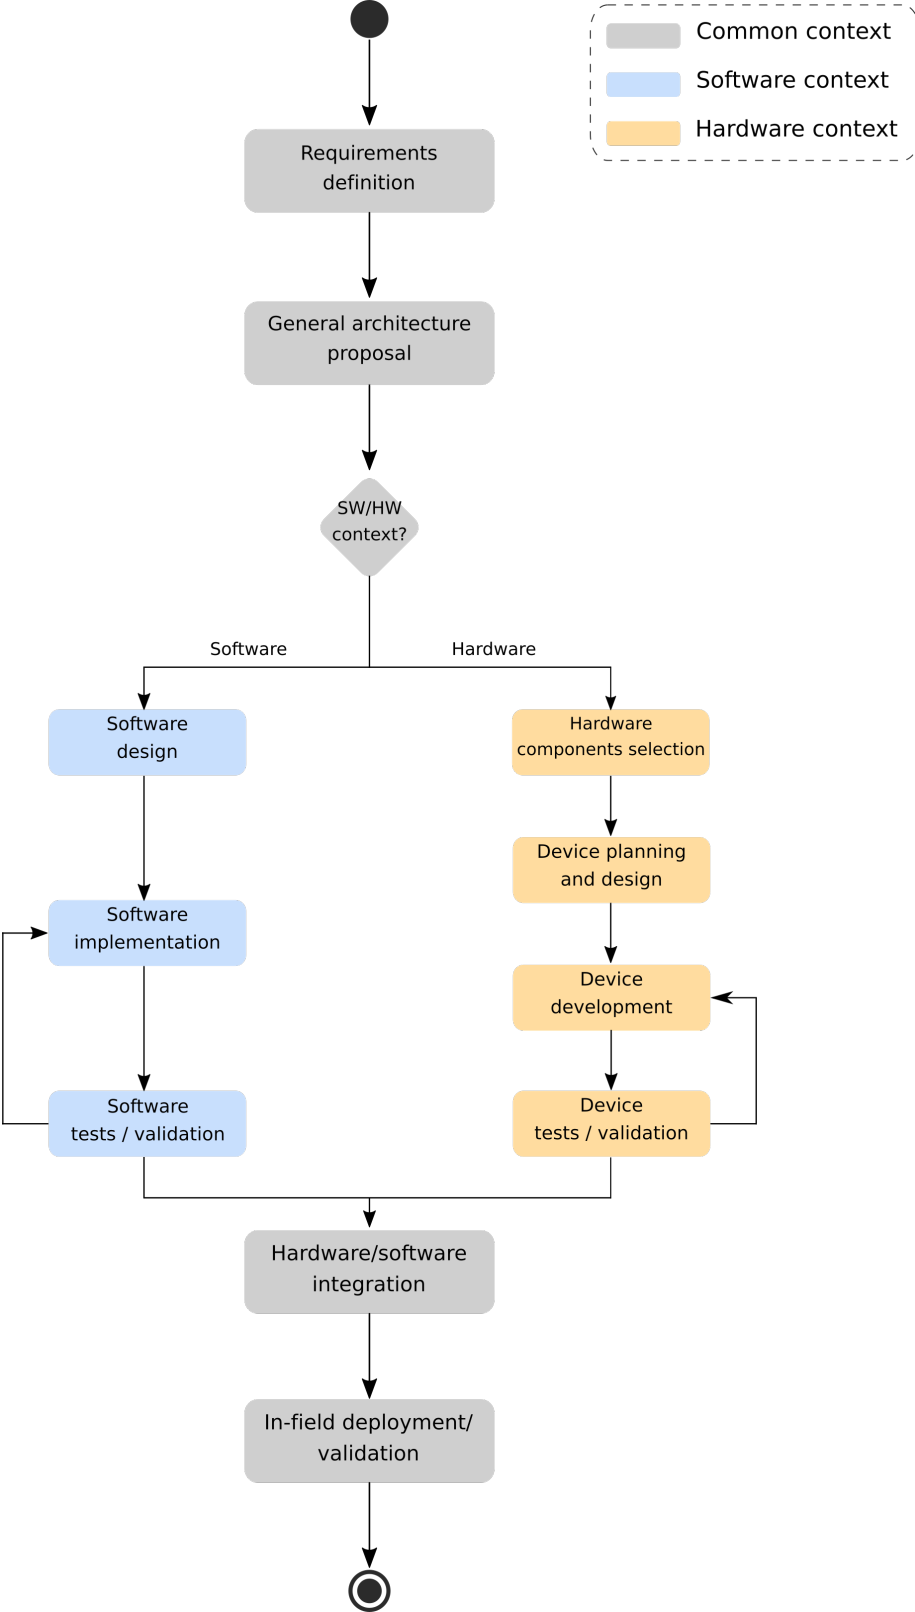 Common context
Software context
Hardware context
Requirements
definition
General architecture
proposal
SW/HW
context?
Software
Hardware
Software
design
Software
implementation
Software
tests / validation
Hardware
components selection
Device planning
and design
Device
development
Device
tests / validation
Hardware/software
integration
In-field deployment/
validation